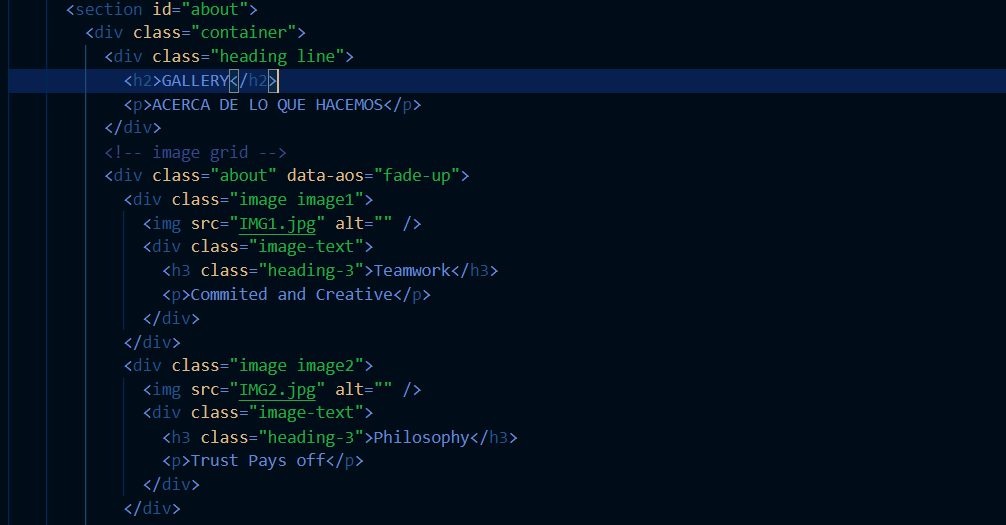 <section id="about">
<div class="container">
<div class="heading line">
<h2>GALLERY</h2>
<p>ACERCA DE LO QUE HACEMOS</p>
</div>
<!-- image grid -->
<div class="about" data-aos="fade-up">
<div class="image image1">
<img src="IMG1.jpg" alt="" />
<div class="image-text">
<h3 class="heading-3">Teamwork</h3>
<p>Commited and Creative</p>
</div>
</div>
<div class="image image2">
<img src="IMG2.jpg" alt="" />
<div class="image-text">
<h3 class="heading-3">Philosophy</h3>
<p>Trust Pays off</p>
</div>
</div>